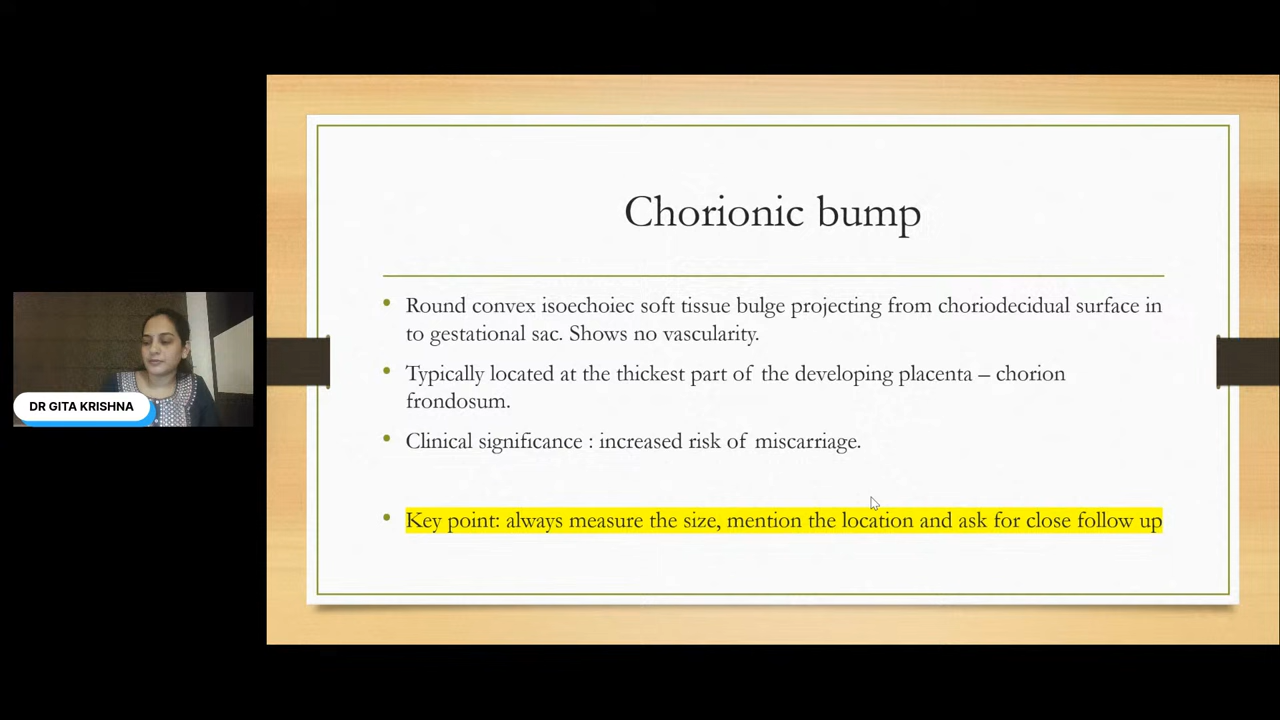 Chorionic bump
• Round convex isoechoiec soft tissue bulge projecting from choriodecidual surface in
to gestational sac. Shows no vascularity.
• Typically located at the thickest part of the developing placenta – chorion
frondosum.
• Clinical significance : increased risk of miscarriage.
• Key point: always measure the size, mention the location and ask for close follow up
DR GITA KRISHNA